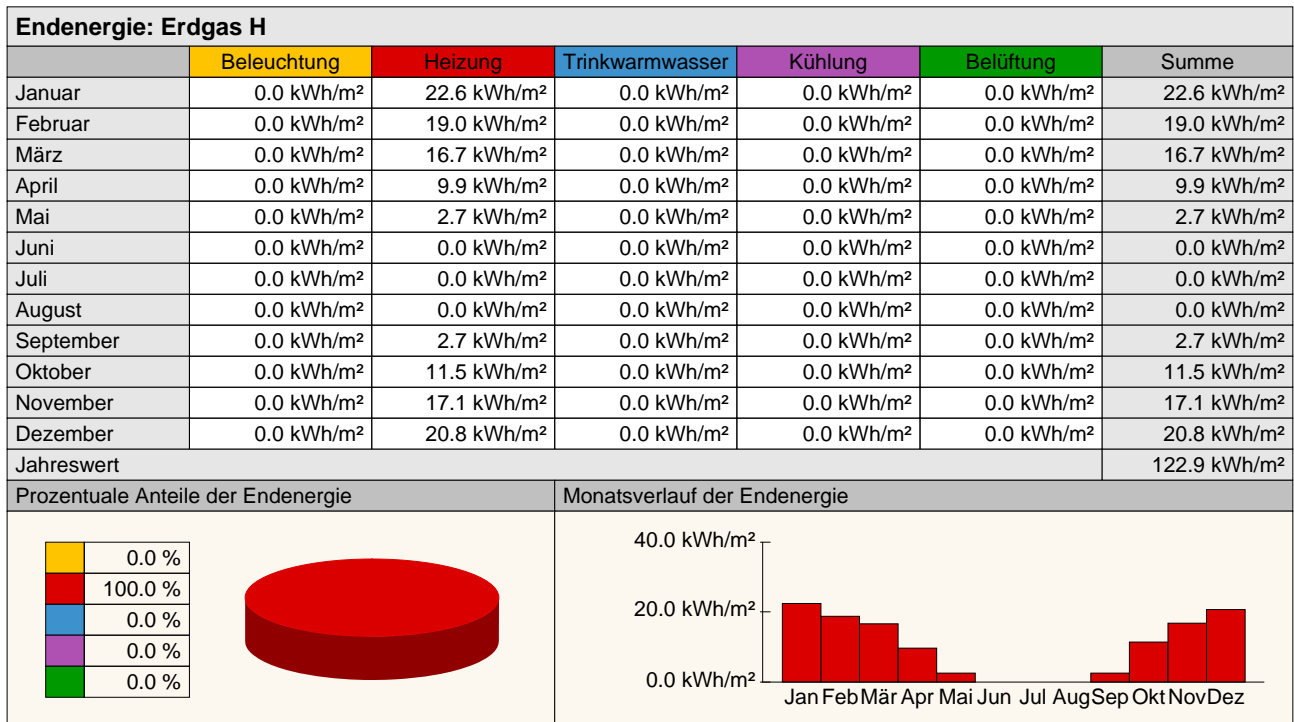 Endenergie: Erdgas H
Beleuchtung Heizung Trinkwarmwasser Kühlung Belüftung Summe
Januar 0.0 kWh/m² 22.6 kWh/m² 0.0 kWh/m² 0.0 kWh/m² 0.0 kWh/m² 22.6 kWh/m²
Februar 0.0 kWh/m² 19.0 kWh/m² 0.0 kWh/m² 0.0 kWh/m² 0.0 kWh/m² 19.0 kWh/m²
März 0.0 kWh/m² 16.7 kWh/m² 0.0 kWh/m² 0.0 kWh/m² 0.0 kWh/m² 16.7 kWh/m²
April 0.0 kWh/m² 9.9 kWh/m² 0.0 kWh/m² 0.0 kWh/m² 0.0 kWh/m² 9.9 kWh/m²
Mai 0.0 kWh/m² 2.7 kWh/m² 0.0 kWh/m² 0.0 kWh/m² 0.0 kWh/m² 2.7 kWh/m²
Juni 0.0 kWh/m² 0.0 kWh/m² 0.0 kWh/m² 0.0 kWh/m² 0.0 kWh/m² 0.0 kWh/m²
Juli 0.0 kWh/m² 0.0 kWh/m² 0.0 kWh/m² 0.0 kWh/m² 0.0 kWh/m² 0.0 kWh/m²
August 0.0 kWh/m² 0.0 kWh/m² 0.0 kWh/m² 0.0 kWh/m² 0.0 kWh/m² 0.0 kWh/m²
September 0.0 kWh/m² 2.7 kWh/m² 0.0 kWh/m² 0.0 kWh/m² 0.0 kWh/m² 2.7 kWh/m²
Oktober 0.0 kWh/m² 11.5 kWh/m² 0.0 kWh/m² 0.0 kWh/m² 0.0 kWh/m² 11.5 kWh/m²
November 0.0 kWh/m² 17.1 kWh/m² 0.0 kWh/m² 0.0 kWh/m² 0.0 kWh/m² 17.1 kWh/m²
Dezember 0.0 kWh/m² 20.8 kWh/m² 0.0 kWh/m² 0.0 kWh/m² 0.0 kWh/m² 20.8 kWh/m²
Jahreswert 122.9 kWh/m²
Prozentuale Anteile der Endenergie
0.0 %
100.0 %
0.0 %
0.0 %
0.0 %
Monatsverlauf der Endenergie
40.0 kWh/m²
20.0 kWh/m²
0.0 kWh/m²
Jan Feb Mär Apr Mai Jun Jul Aug Sep Okt Nov Dez